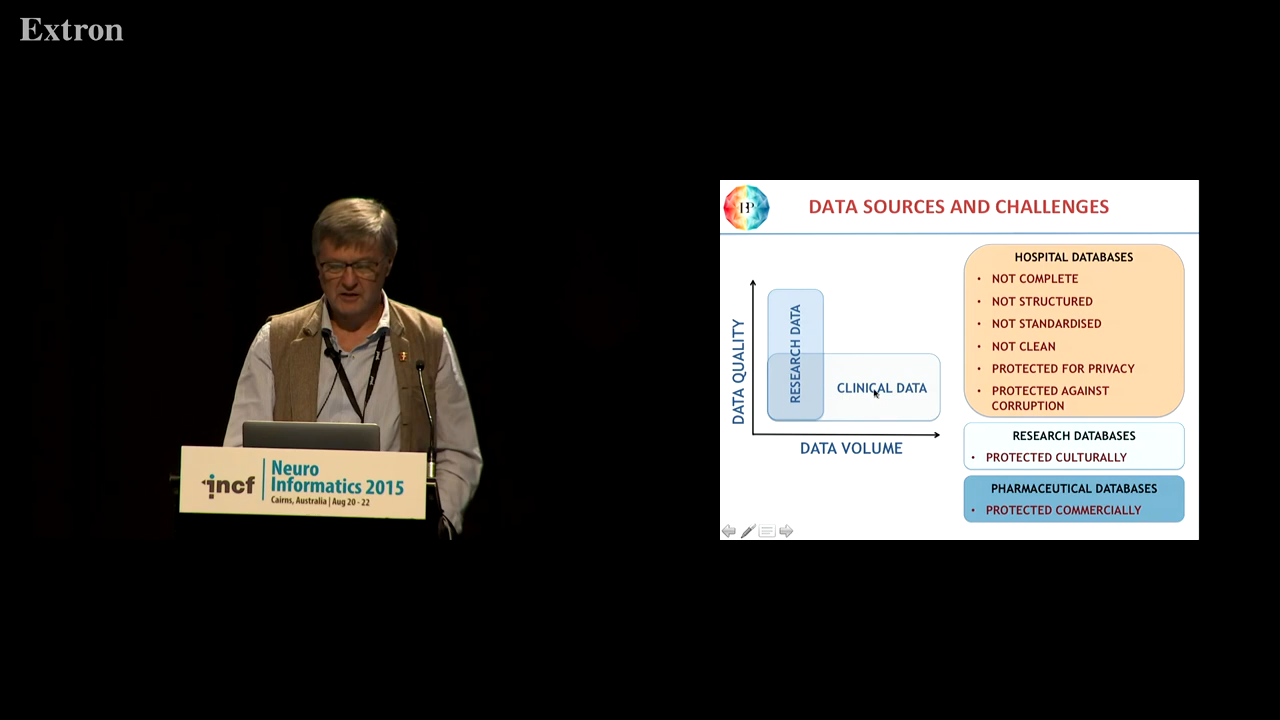 Extron
incf
Neuro
Informatics 2015
Cairns, Australia | Aug 20 - 22
DATA SOURCES AND CHALLENGES
DATA QUALITY
RESEARCH DATA
CLINICAL DATA
DATA VOLUME
HOSPITAL DATABASES
• NOT COMPLETE
• NOT STRUCTURED
• NOT STANDARDISED
• NOT CLEAN
• PROTECTED FOR PRIVACY
• PROTECTED AGAINST
CORRUPTION
RESEARCH DATABASES
• PROTECTED CULTURALLY
PHARMACEUTICAL DATABASES
• PROTECTED COMMERCIALLY